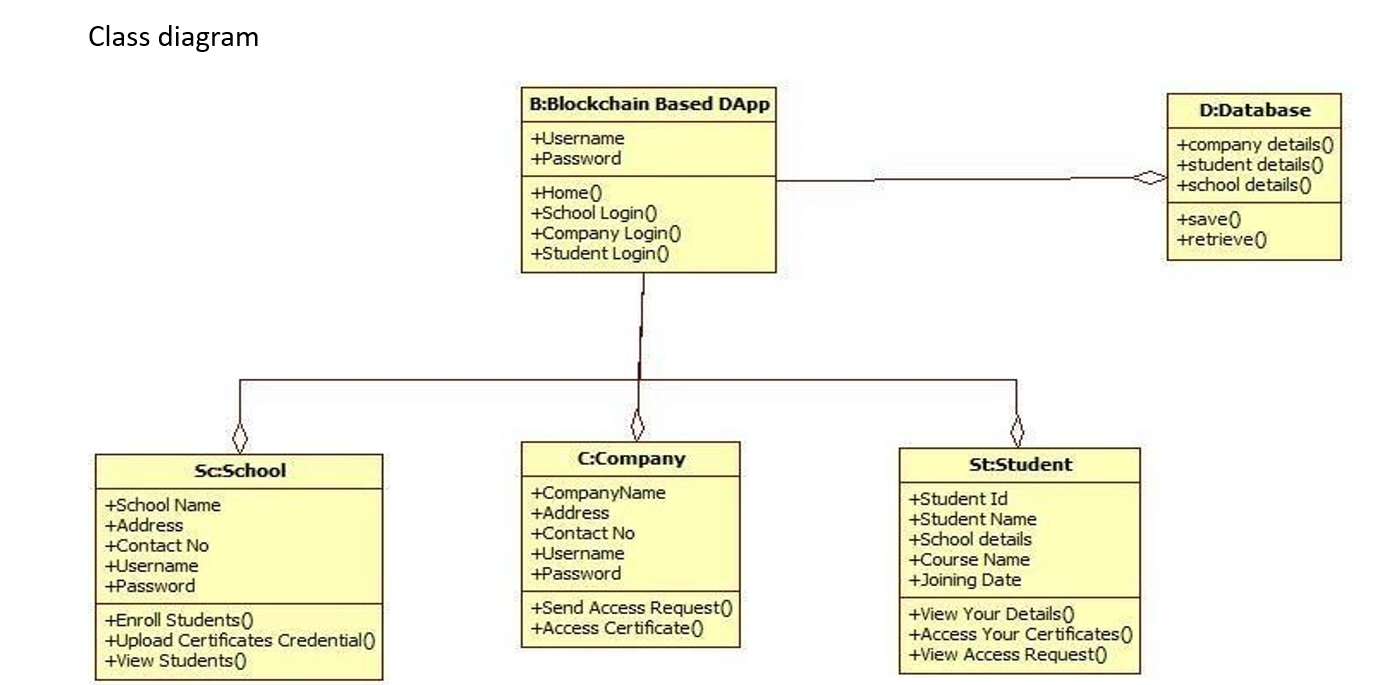 Class diagram
B:Blockchain Based DApp
+Username
+Password
+Home()
+School Login()
+Company Login()
+Student Login()
D:Database
+company details()
+student details()
+school details()
+save()
+retrieve()
Sc:School
+School Name
+Address
+Contact No
+Username
+Password
+Enroll Students()
+Upload Certificates Credential()
+View Students()
C:Company
+CompanyName
+Address
+Contact No
+Username
+Password
+Send Access Request()
+Access Certificate()
St:Student
+Student Id
+Student Name
+School details
+Course Name
+Joining Date
+View Your Details()
+Access Your Certificates()
+View Access Request()